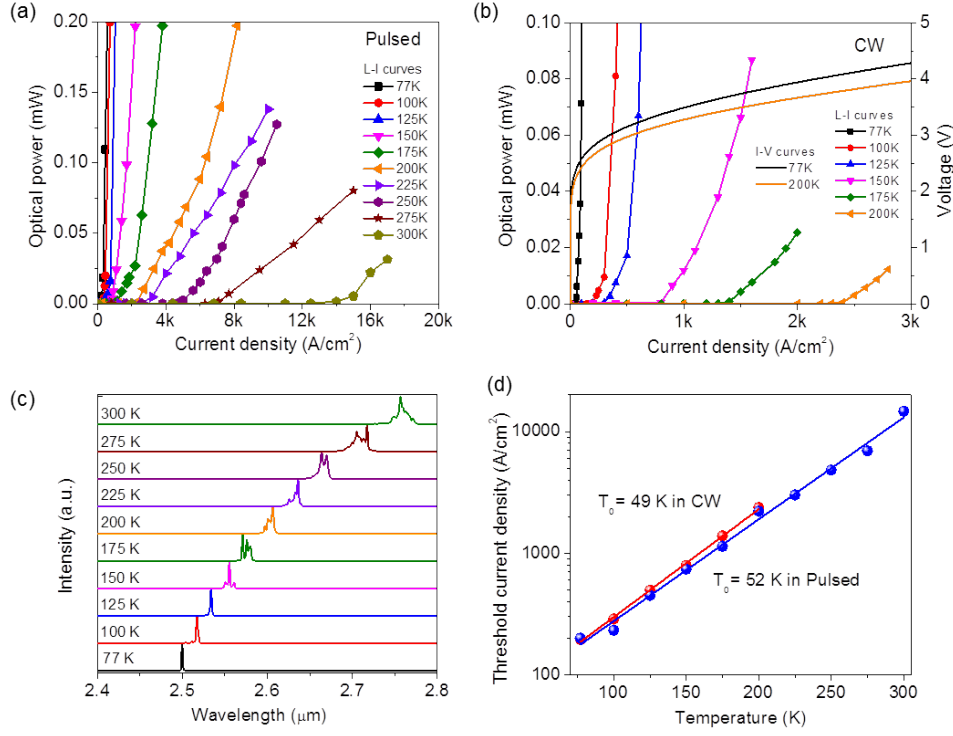 (a)
Pulsed
L-I curves
77K
100K
125K
150K
175K
200K
225K
250K
275K
300K
0.20
0.15
0.10
0.05
0.00
Optical power (mW)
0 4k 8k 12k 16k 20k
Current density (A/cm²)
(b)
CW
I-V curves
77K
200K
L-I curves
77K
100K
125K
150K
175K
200K
0.10
0.08
0.06
0.04
0.02
0.00
Optical power (mW)
5
4
3
2
1
0
Voltage (V)
0 1k 2k 3k
Current density (A/cm²)
(c)
300 K
275 K
250 K
225 K
200 K
175 K
150 K
125 K
100 K
77 K
Intensity (a.u.)
2.4 2.5 2.6 2.7 2.8
Wavelength (μm)
(d)
T₀ = 49 K in CW
T₀ = 52 K in Pulsed
10000
1000
100
Threshold current density (A/cm²)
100 150 200 250 300
Temperature (K)